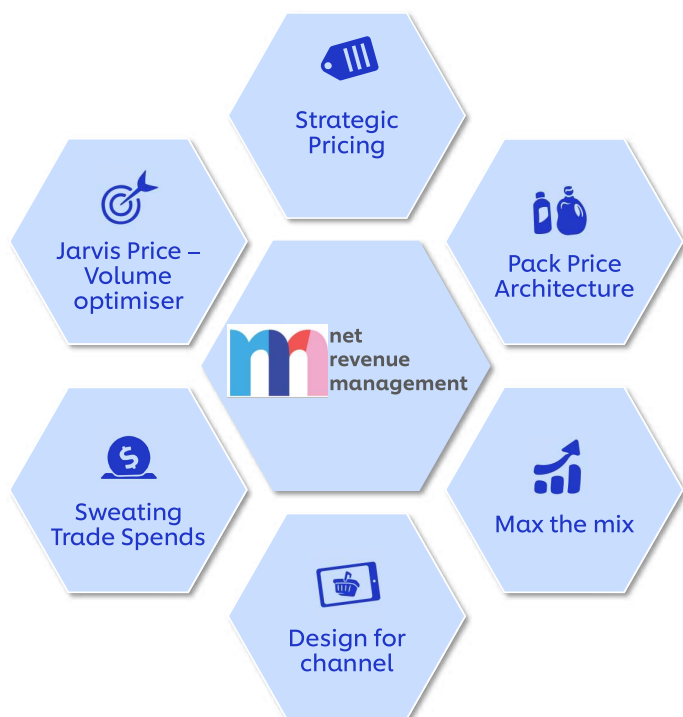 Strategic
Pricing
Jarvis Price –
Volume
optimiser
Pack Price
Architecture
net
revenue
management
Sweating
Trade Spends
Max the mix
Design for
channel